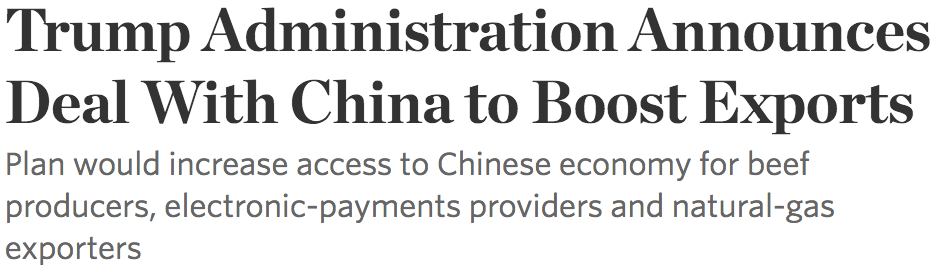 Trump Administration Announces
Deal With China to Boost Exports
Plan would increase access to Chinese economy for beef
producers, electronic-payments providers and natural-gas
exporters